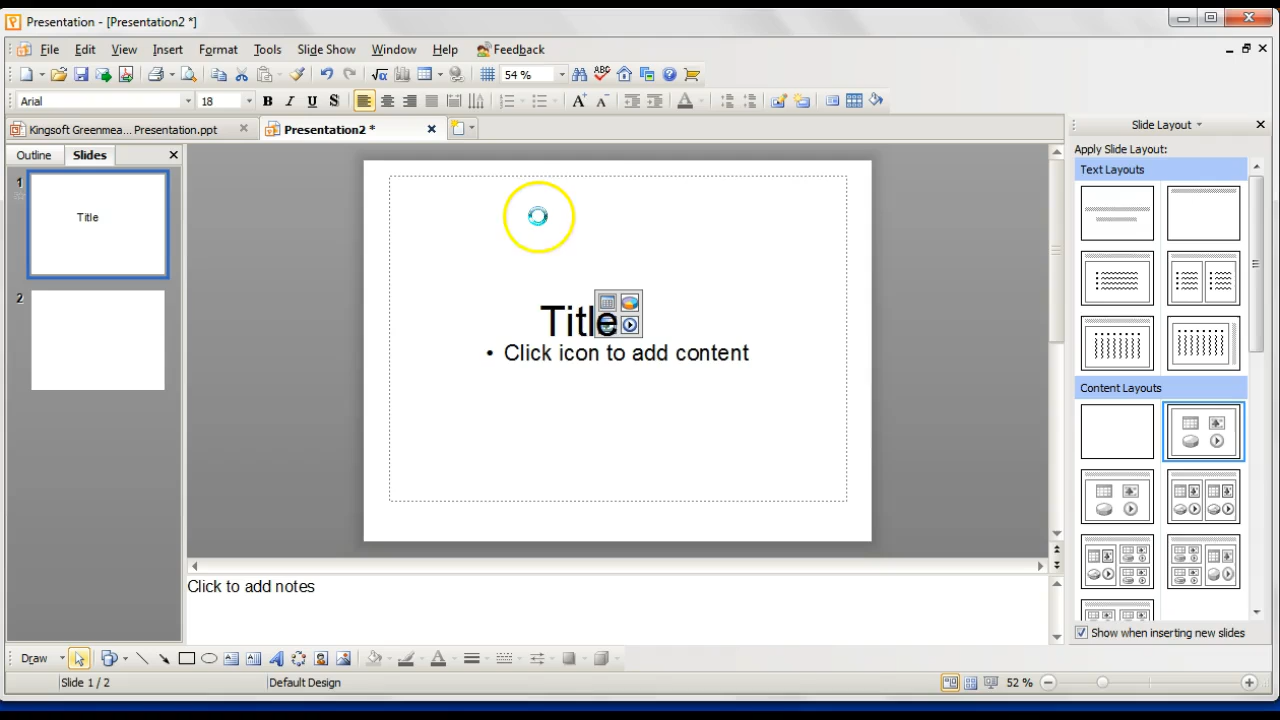 Presentation - [Presentation2 *]
File Edit View Insert Format Tools Slide Show Window Help Feedback
54 %
Arial 18 B I U S
Kingsoft Greenmea... Presentation.ppt Presentation2 *
Slide Layout
Outline Slides
Apply Slide Layout:
Text Layouts
1
Title
2
Title
• Click icon to add content
Content Layouts
Click to add notes
Show when inserting new slides
Draw
Slide 1 / 2 Default Design 52 %